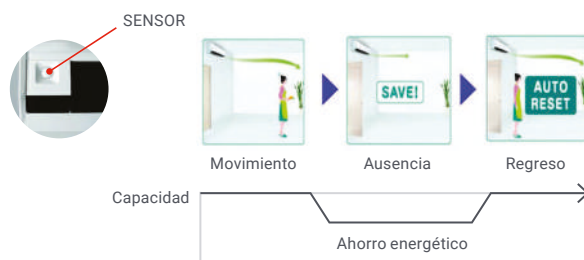 SENSOR
SAVE!
AUTO
RESET
Movimiento
Ausencia
Regreso
Capacidad
Ahorro energético